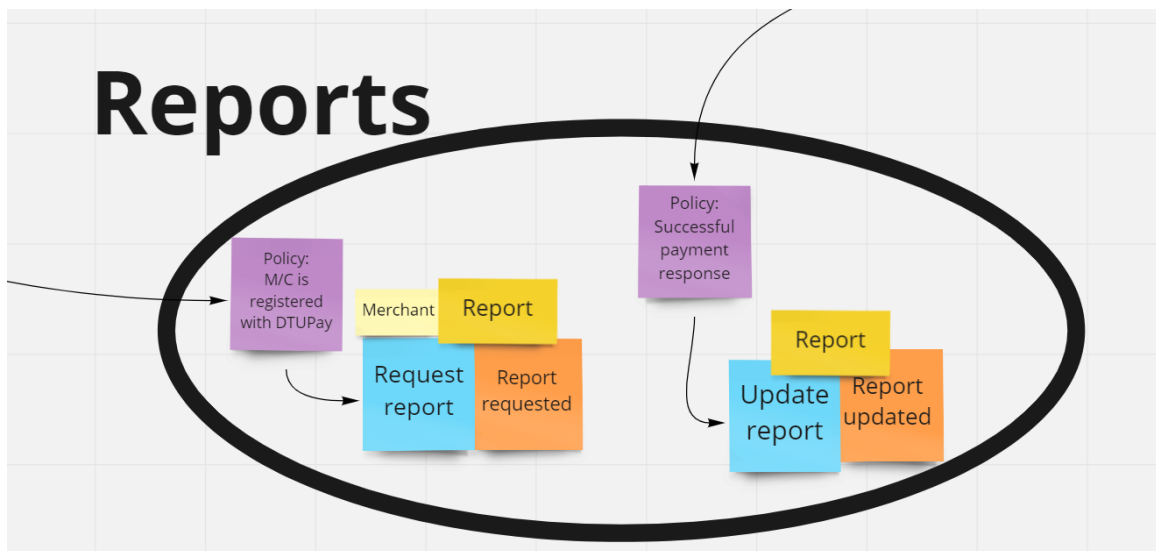 Reports
Policy:
M/C is
registered
with DTUPay
Merchant
Report
Request
report
Report
requested
Policy:
Successful
payment
response
Report
Update
report
Report
updated